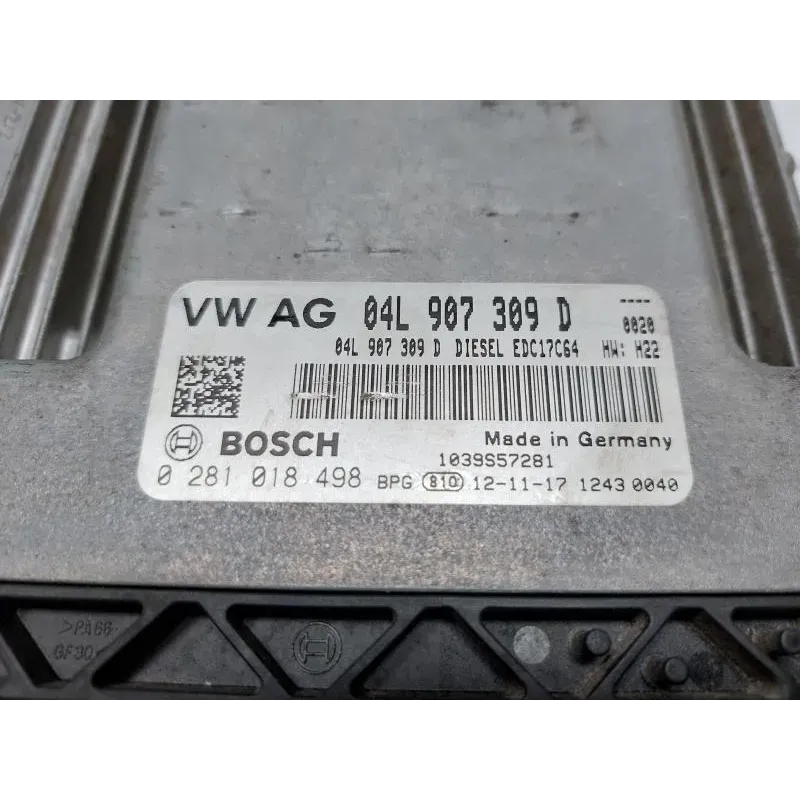 VW AG 04L 907 309 D ----
0020
04L 907 309 D DIESEL EDC17C64 HW: H22
BOSCH Made in Germany
1039S57281
0 281 018 498 BPG 810 12-11-17 1243 0040
>PA66-
GF30